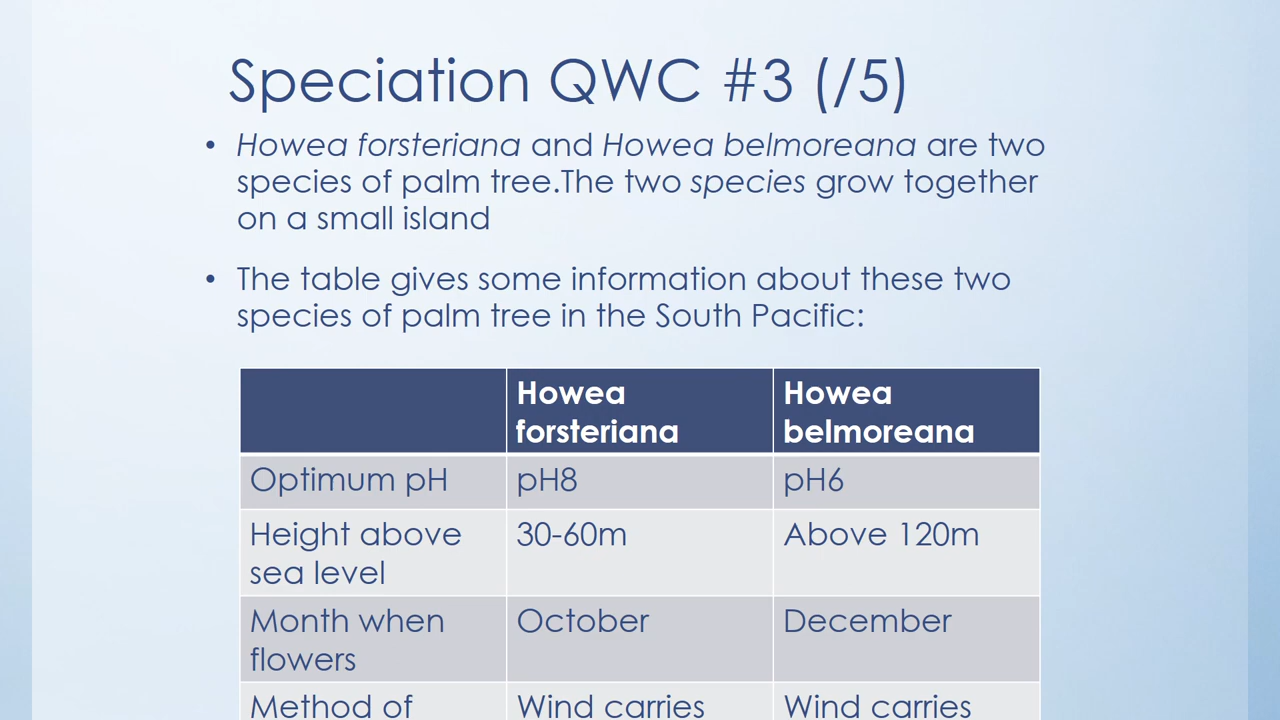 Speciation QWC #3 (/5)
• Howea forsteriana and Howea belmoreana are two
species of palm tree.The two species grow together
on a small island
• The table gives some information about these two
species of palm tree in the South Pacific:
Howea forsteriana Howea belmoreana
Optimum pH pH8 pH6
Height above sea level 30-60m Above 120m
Month when flowers October December
Method of Wind carries Wind carries